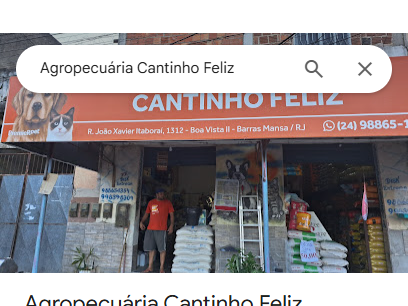 Agropecuária Cantinho Feliz
CANTINHO FELIZ
R. João Xavier Itaboraí, 1312 - Boa Vista II - Barras Mansa / RJ
(24) 98865-1
Agropecuária Cantinho Feliz